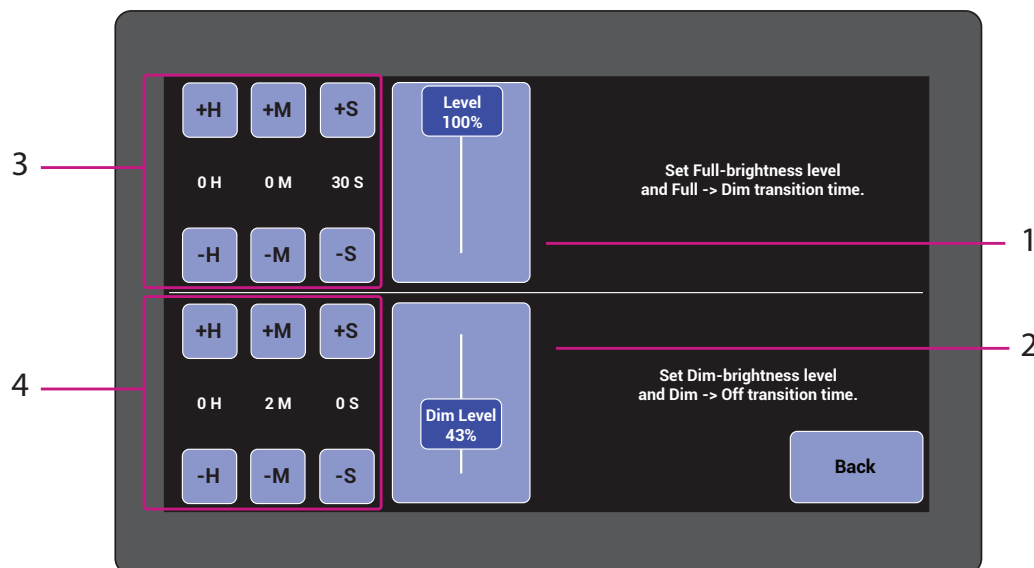 +H +M +S
Level
100%
3
0 H 0 M 30 S
Set Full-brightness level
and Full -> Dim transition time.
1
-H -M -S
+H +M +S
2
4
0 H 2 M 0 S
Set Dim-brightness level
and Dim -> Off transition time.
Dim Level
43%
-H -M -S
Back